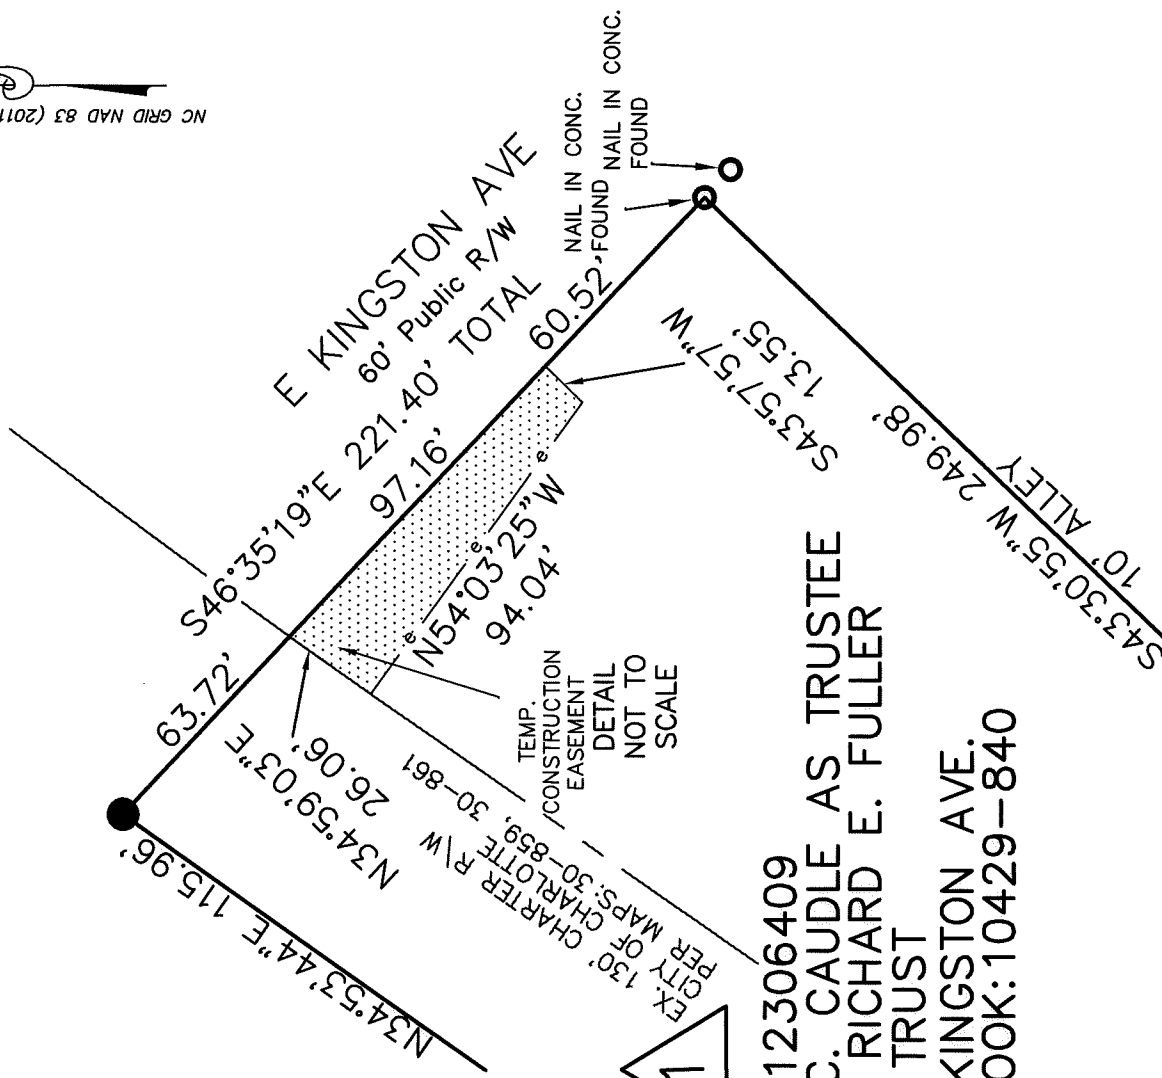 NC GRID NAD 83 (2011
E KINGSTON AVE
60' Public R/W
S46°35'19"E 221.40' TOTAL
63.72'
97.16'
60.52'
NAIL IN CONC.
FOUND
NAIL IN CONC.
FOUND
S43°57'57"W
13.55'
N54°03'25"W
94.04'
e
e
e
N34°59'03"E
26.06'
TEMP.
CONSTRUCTION
EASEMENT
DETAIL
NOT TO
SCALE
EX. 130' CHARTER R\W
CITY OF CHARLOTTE
PER MAPS: 30-859, 30-861
N34°53'44"E 115.96'
S43°30'55"W 249.98'
10' ALLEY
1
12306409
C. CAUDLE AS TRUSTEE
RICHARD E. FULLER
TRUST
KINGSTON AVE.
OOK: 10429-840